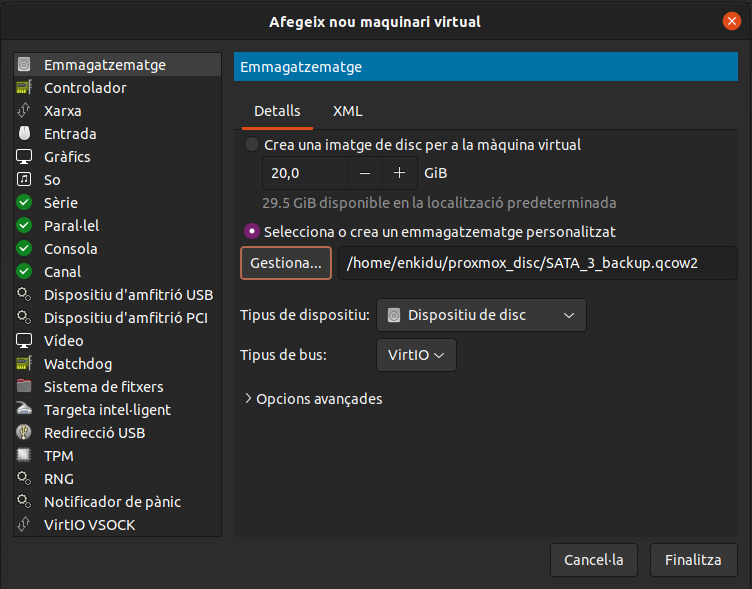 Afegeix nou maquinari virtual
Emmagatzematge
Controlador
Xarxa
Entrada
Gràfics
So
Sèrie
Paral·lel
Consola
Canal
Dispositiu d'amfitrió USB
Dispositiu d'amfitrió PCI
Vídeo
Watchdog
Sistema de fitxers
Targeta intel·ligent
Redirecció USB
TPM
RNG
Notificador de pànic
VirtIO VSOCK
Emmagatzematge
Detalls XML
Crea una imatge de disc per a la màquina virtual
20,0 − + GiB
29.5 GiB disponible en la localització predeterminada
Selecciona o crea un emmagatzematge personalitzat
Gestiona... /home/enkidu/proxmox_disc/SATA_3_backup.qcow2
Tipus de dispositiu: Dispositiu de disc
Tipus de bus: VirtIO
Opcions avançades
Cancel·la Finalitza